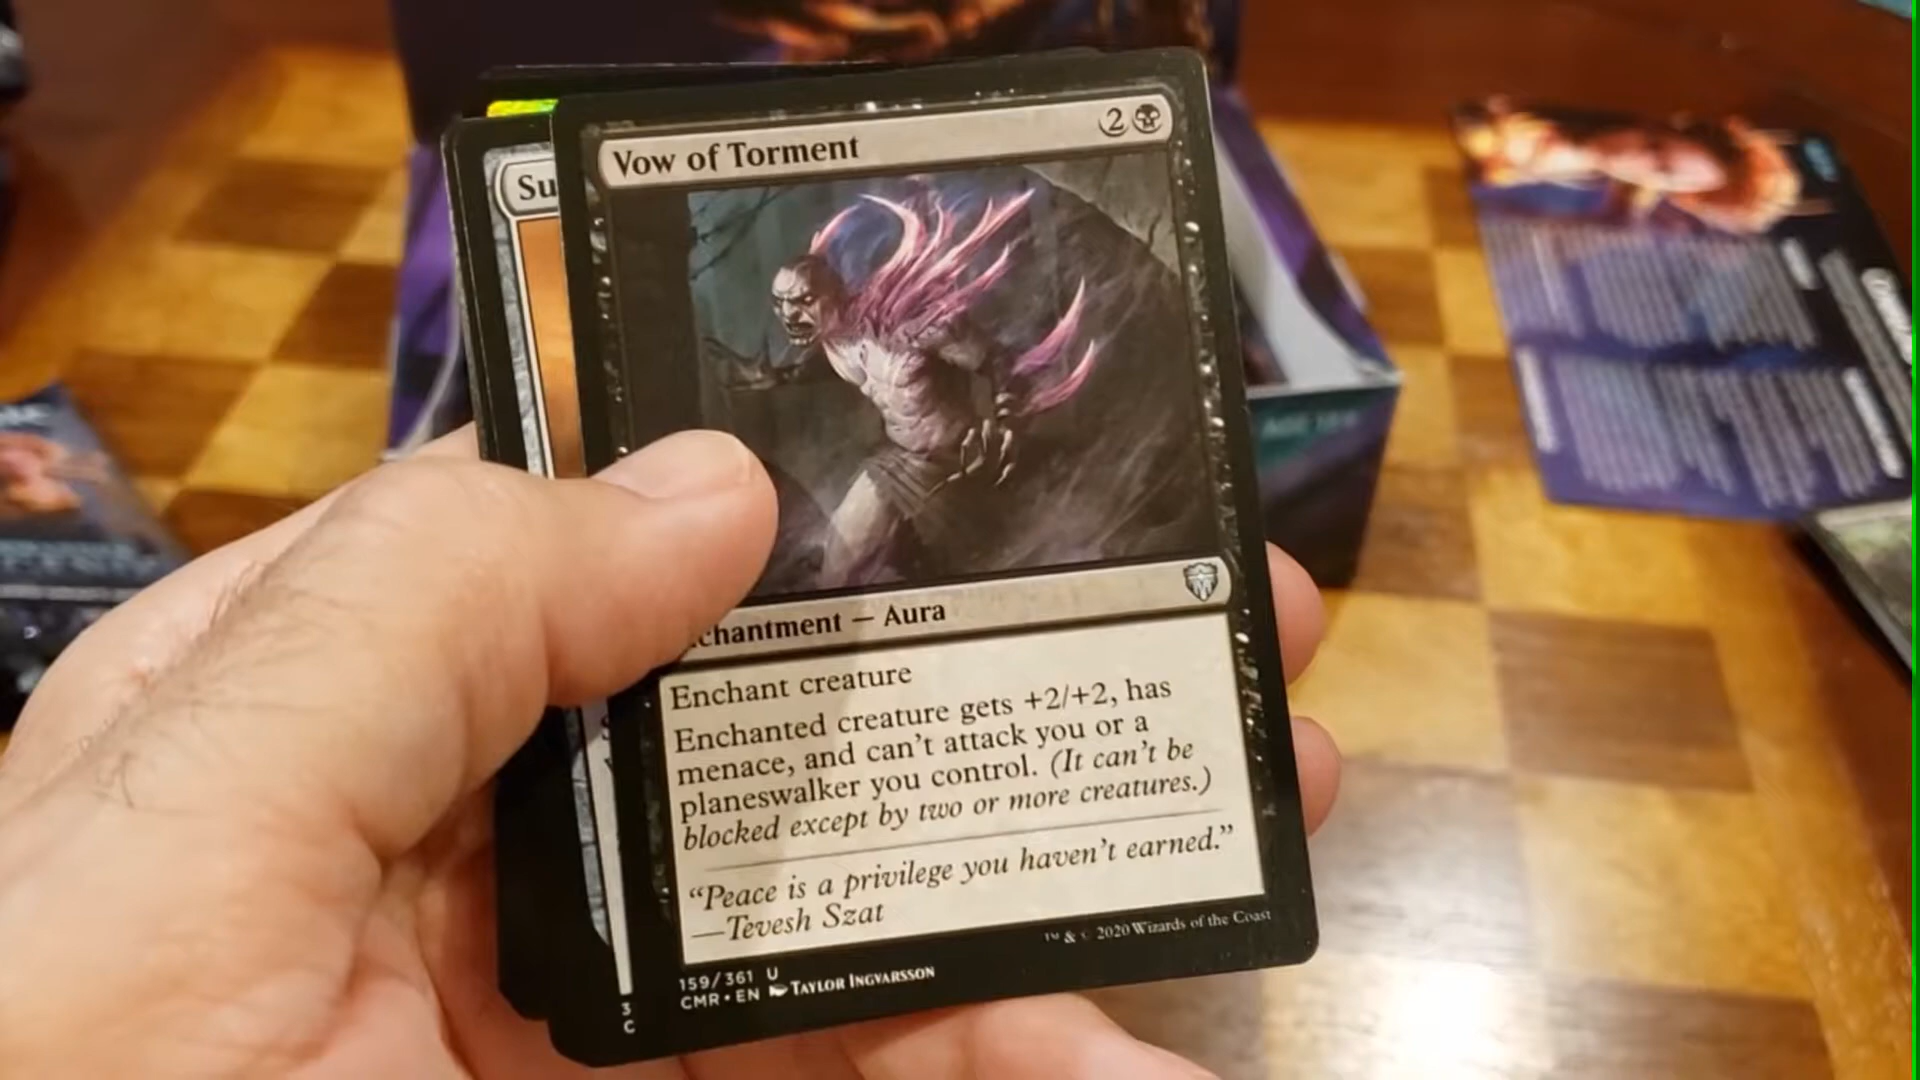 Vow of Torment
2
Su
chantment — Aura
Enchant creature
Enchanted creature gets +2/+2, has
menace, and can't attack you or a
planeswalker you control. (It can't be
blocked except by two or more creatures.)
“Peace is a privilege you haven't earned.”
—Tevesh Szat
™ & © 2020 Wizards of the Coast
159/361 U
CMR • EN TAYLOR INGVARSSON
3
C